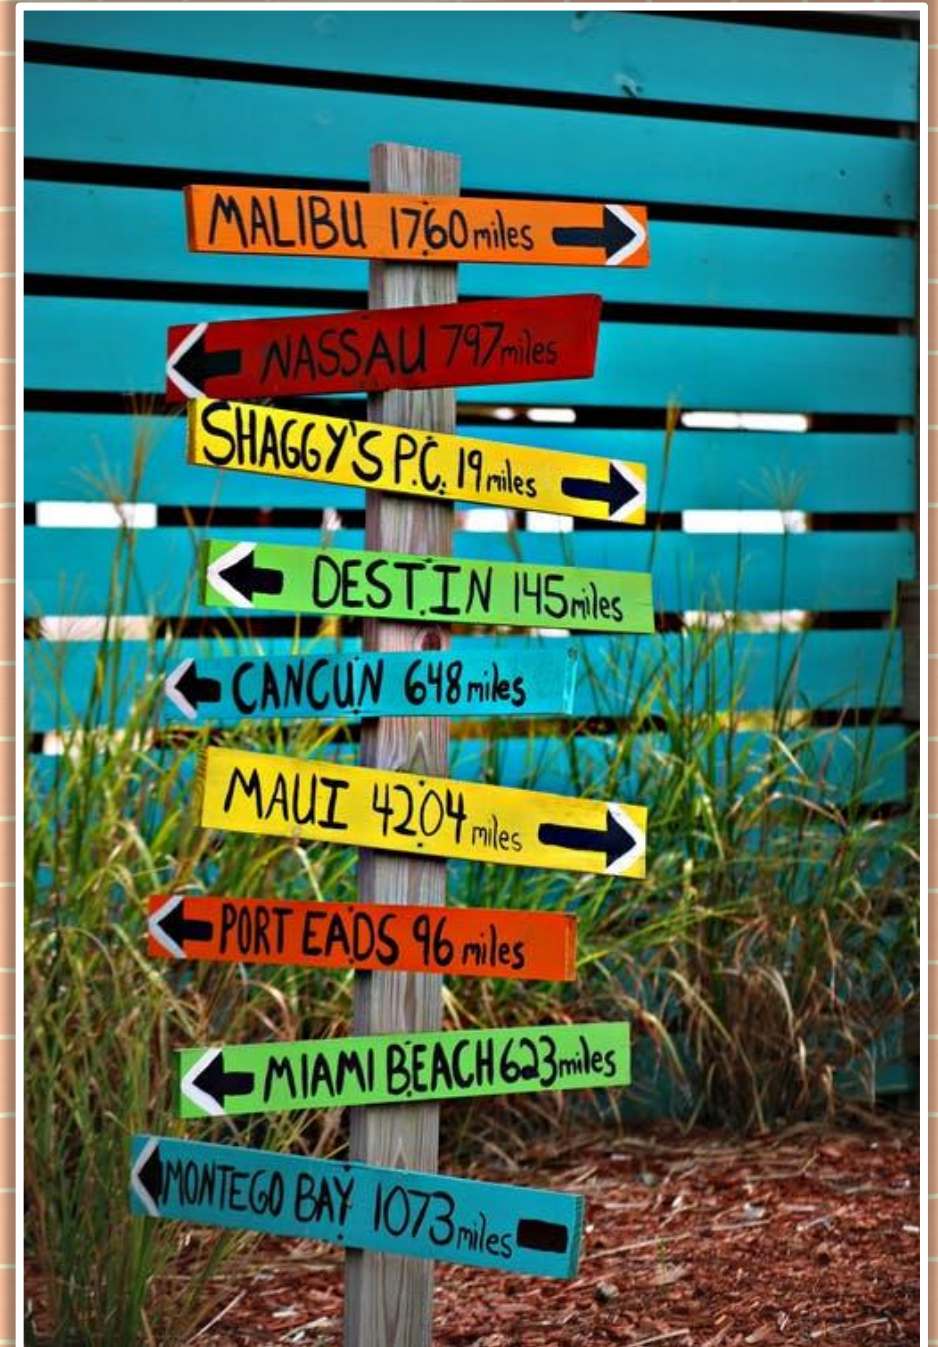 MALIBU 1760 miles
NASSAU 797 miles
SHAGGY'S P.C. 19 miles
DESTIN 145 miles
CANCUN 648 miles
MAUI 4204 miles
PORT EADS 96 miles
MIAMI BEACH 623 miles
MONTEGO BAY 1073 miles